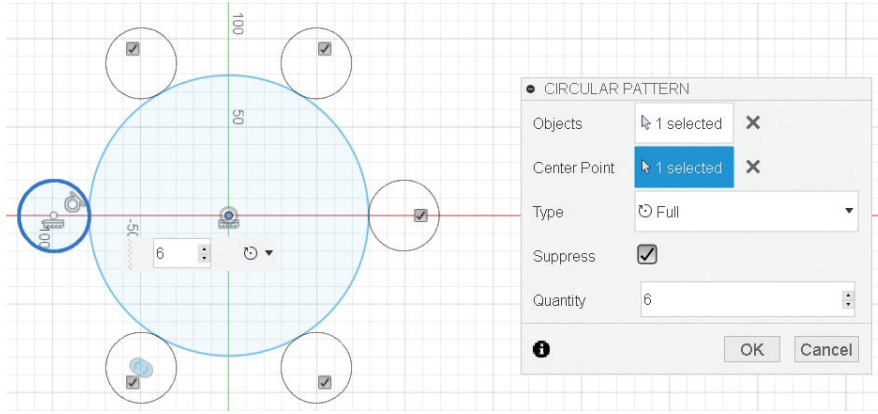 100
50
-50
100
6
CIRCULAR PATTERN
Objects 1 selected
Center Point 1 selected
Type Full
Suppress
Quantity 6
OK Cancel